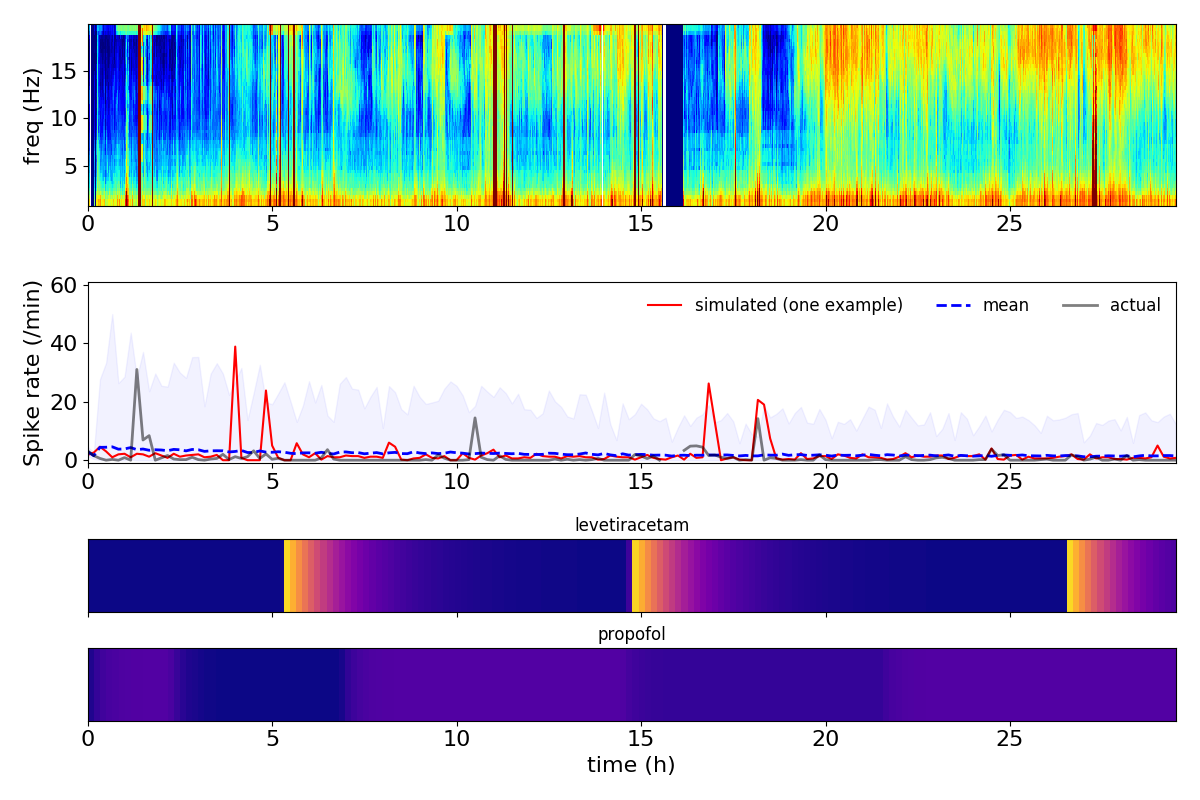 freq (Hz)
15
10
5
0 5 10 15 20 25
Spike rate (/min)
60
40
20
0
simulated (one example) mean actual
0 5 10 15 20 25
levetiracetam
propofol
0 5 10 15 20 25
time (h)